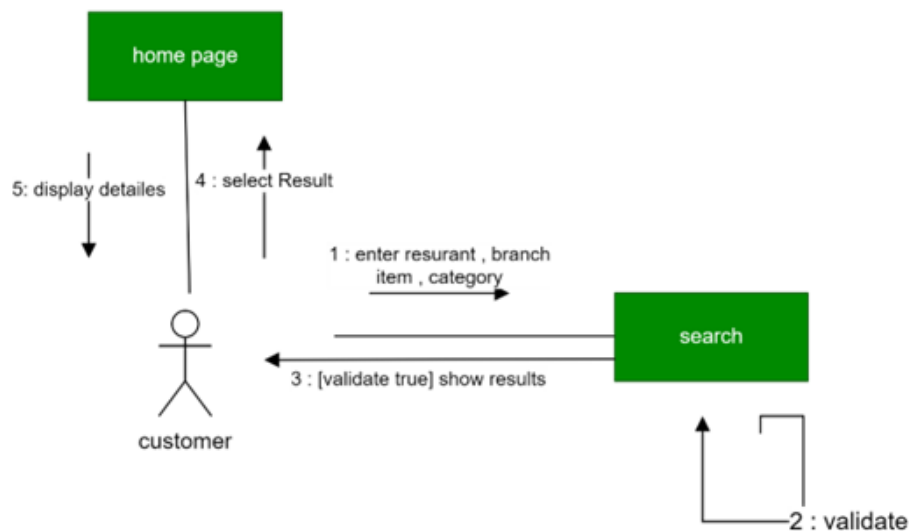 home page
5: display detailes
4 : select Result
1 : enter resurant , branch
item , category
search
3 : [validate true] show results
customer
2 : validate